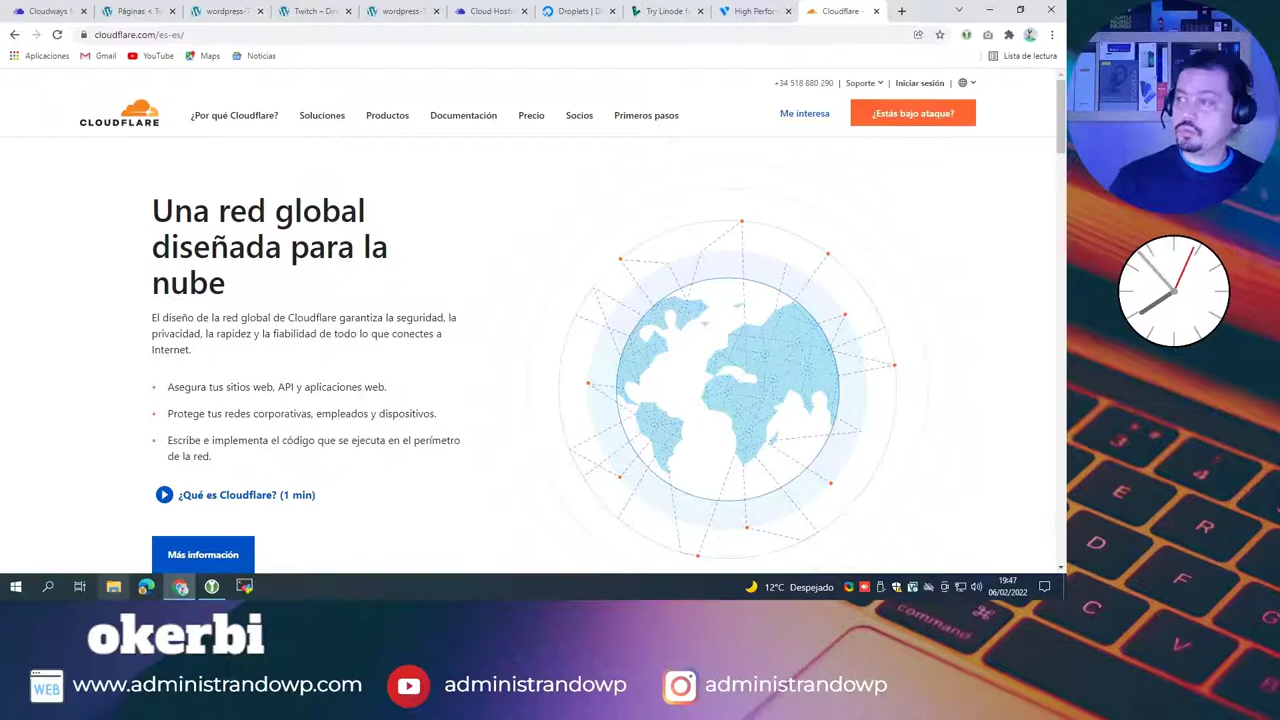 Cloudways
Páginas < T
wordpress-
Twitch – Dir
wordpress-7
Cloud Hosti
Droplets | D
Try Linode f
High Perfor
Cloudflare -
cloudflare.com/es-es/
Aplicaciones
Gmail
YouTube
Maps
Noticias
Lista de lectura
+34 518 880 290 | Soporte | Iniciar sesión |
CLOUDFLARE
¿Por qué Cloudflare? Soluciones Productos Documentación Precio Socios Primeros pasos
Me interesa
¿Estás bajo ataque?
Una red global
diseñada para la
nube
El diseño de la red global de Cloudflare garantiza la seguridad, la
privacidad, la rapidez y la fiabilidad de todo lo que conectes a
Internet.
Asegura tus sitios web, API y aplicaciones web.
Protege tus redes corporativas, empleados y dispositivos.
Escribe e implementa el código que se ejecuta en el perímetro
de la red.
¿Qué es Cloudflare? (1 min)
Más información
12°C Despejado
19:47
06/02/2022
okerbi
WEB
www.administrandowp.com
administrandowp
administrandowp
command
3
4
E
R
D
F
G
C
V